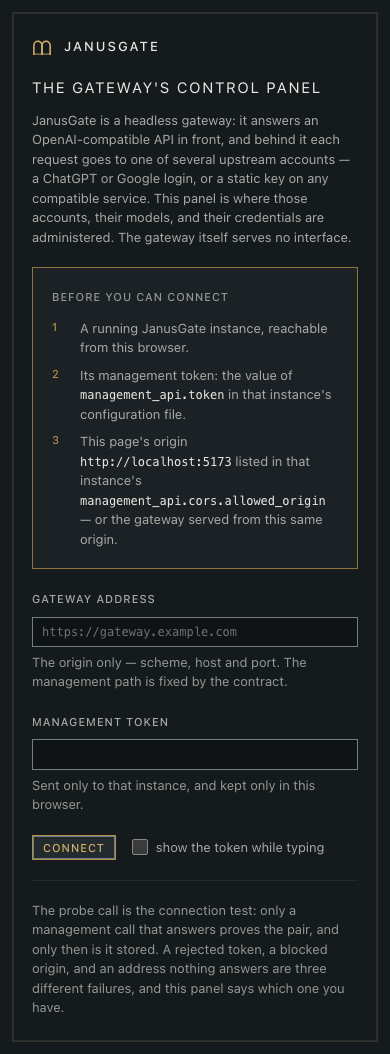 JANUSGATE
THE GATEWAY'S CONTROL PANEL
JanusGate is a headless gateway: it answers an
OpenAI-compatible API in front, and behind it each
request goes to one of several upstream accounts —
a ChatGPT or Google login, or a static key on any
compatible service. This panel is where those
accounts, their models, and their credentials are
administered. The gateway itself serves no interface.
BEFORE YOU CAN CONNECT
1 A running JanusGate instance, reachable
from this browser.
2 Its management token: the value of
management_api.token in that instance's
configuration file.
3 This page's origin
http://localhost:5173 listed in that
instance's
management_api.cors.allowed_origin
— or the gateway served from this same
origin.
GATEWAY ADDRESS
https://gateway.example.com
The origin only — scheme, host and port. The
management path is fixed by the contract.
MANAGEMENT TOKEN
Sent only to that instance, and kept only in this
browser.
CONNECT show the token while typing
The probe call is the connection test: only a
management call that answers proves the pair, and
only then is it stored. A rejected token, a blocked
origin, and an address nothing answers are three
different failures, and this panel says which one you
have.